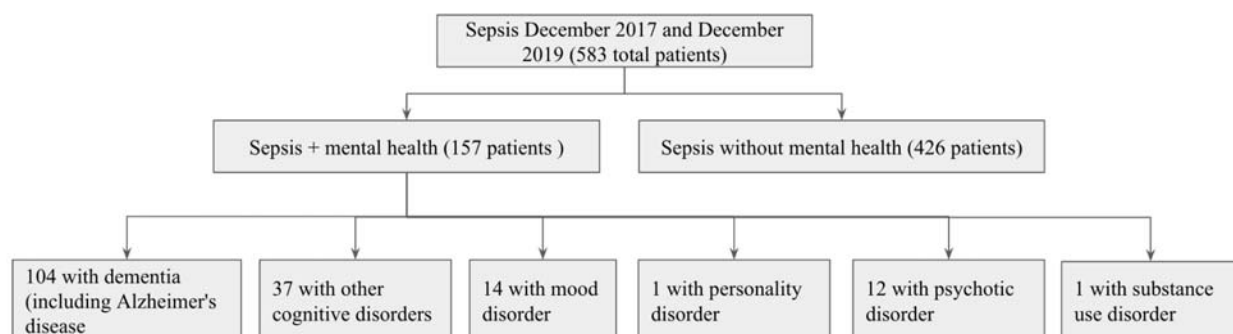 Sepsis December 2017 and December
2019 (583 total patients)
Sepsis + mental health (157 patients )
Sepsis without mental health (426 patients)
104 with dementia
(including Alzheimer's
disease
37 with other
cognitive disorders
14 with mood
disorder
1 with personality
disorder
12 with psychotic
disorder
1 with substance
use disorder